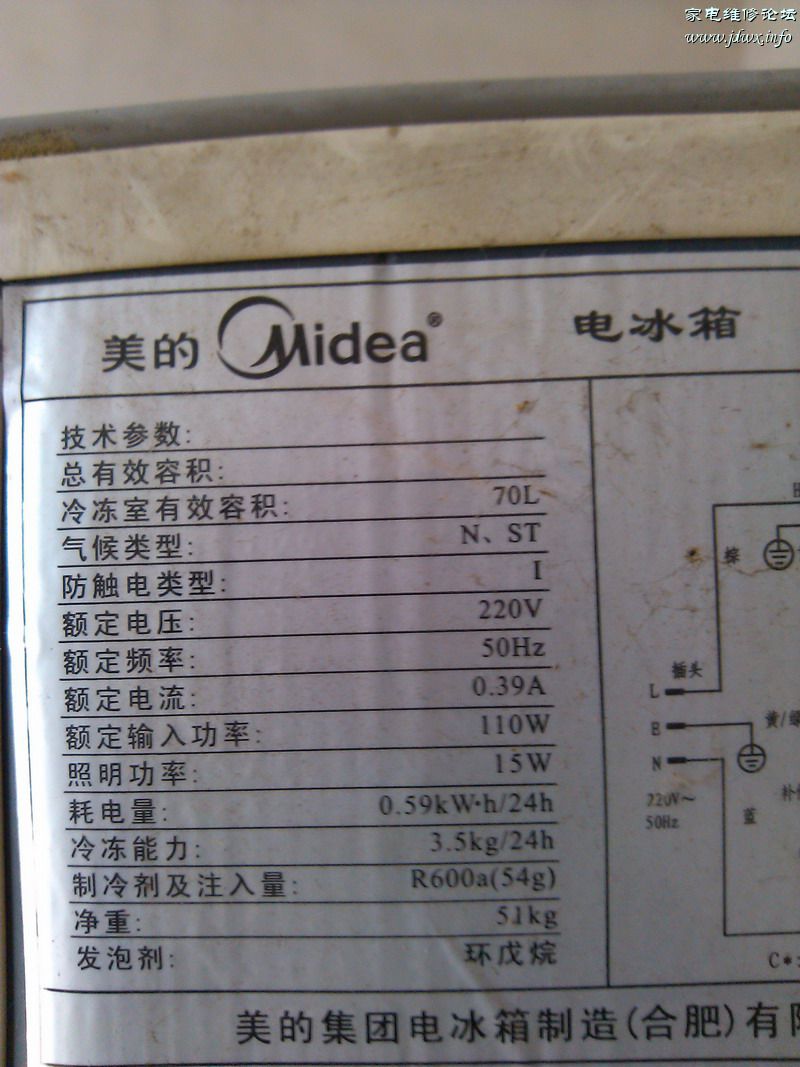 家电维修论坛
www.jdwx.info
美的 Midea® 电冰箱
技术参数:
总有效容积:
冷冻室有效容积: 70L
气候类型: N、ST
防触电类型: I
额定电压: 220V
额定频率: 50Hz
额定电流: 0.39A
额定输入功率: 110W
照明功率: 15W
耗电量: 0.59kW·h/24h
冷冻能力: 3.5kg/24h
制冷剂及注入量: R600a(54g)
净重: 51kg
发泡剂: 环戊烷
棕
插头
L
E
黄/绿
N
220V~
50Hz
蓝
C*
美的集团电冰箱制造(合肥)有限